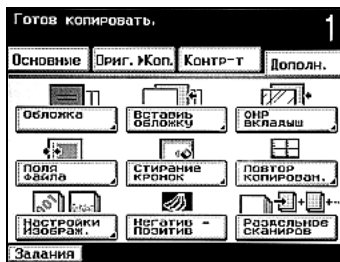 Готов копировать.
1
Основные
Ориг.►Коп.
Контр-т
Дополн.
Обложка
Вставить обложку
OHP вкладыш
Поля файла
Стирание кромок
Повтор копирован.
Настройки Изображ.
Негатив - Позитив
Раздельное сканиров
Задания